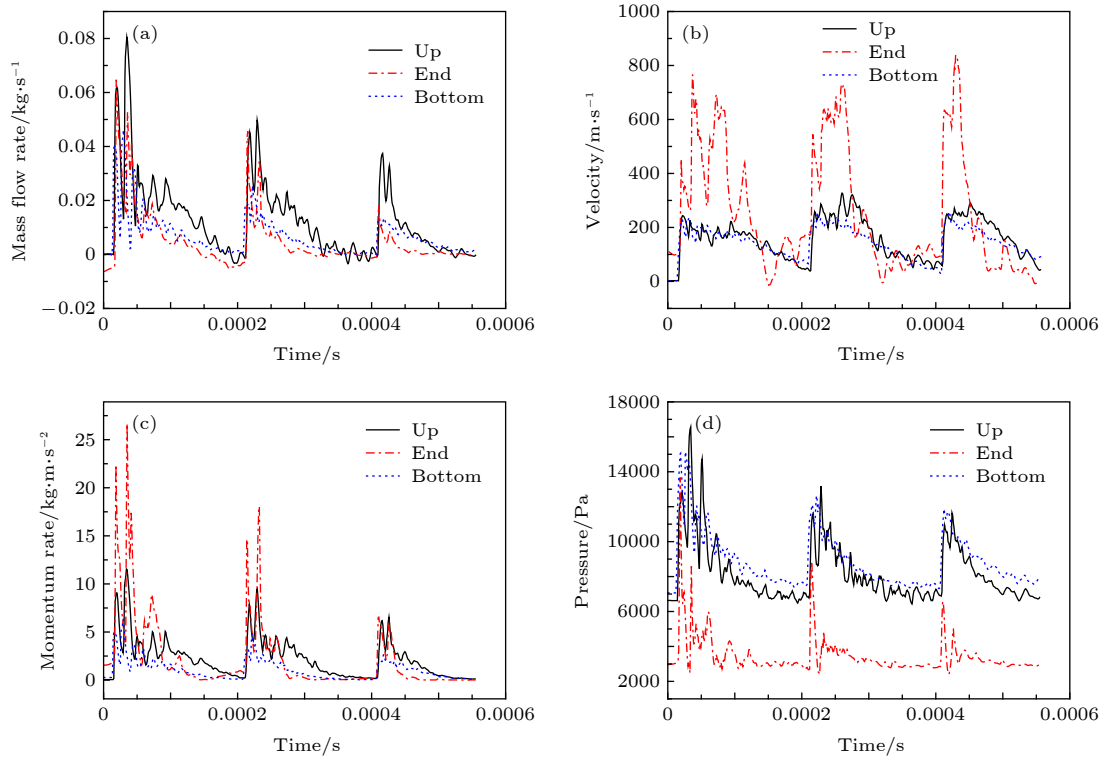 (a)
Up
End
Bottom
Mass flow rate/kg·s⁻¹
0.08
0.06
0.04
0.02
0
−0.02
0
0.0002
0.0004
0.0006
Time/s
(b)
Up
End
Bottom
Velocity/m·s⁻¹
1000
800
600
400
200
0
0
0.0002
0.0004
0.0006
Time/s
(c)
Up
End
Bottom
Momentum rate/kg·m·s⁻²
25
20
15
10
5
0
0
0.0002
0.0004
0.0006
Time/s
(d)
Up
End
Bottom
Pressure/Pa
18000
14000
10000
6000
2000
0
0.0002
0.0004
0.0006
Time/s